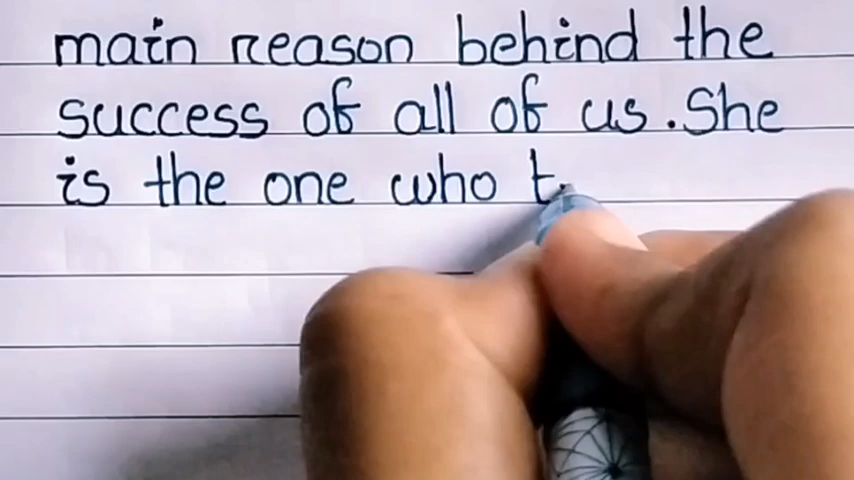 main reason behind the
success of all of us. She
is the one who t